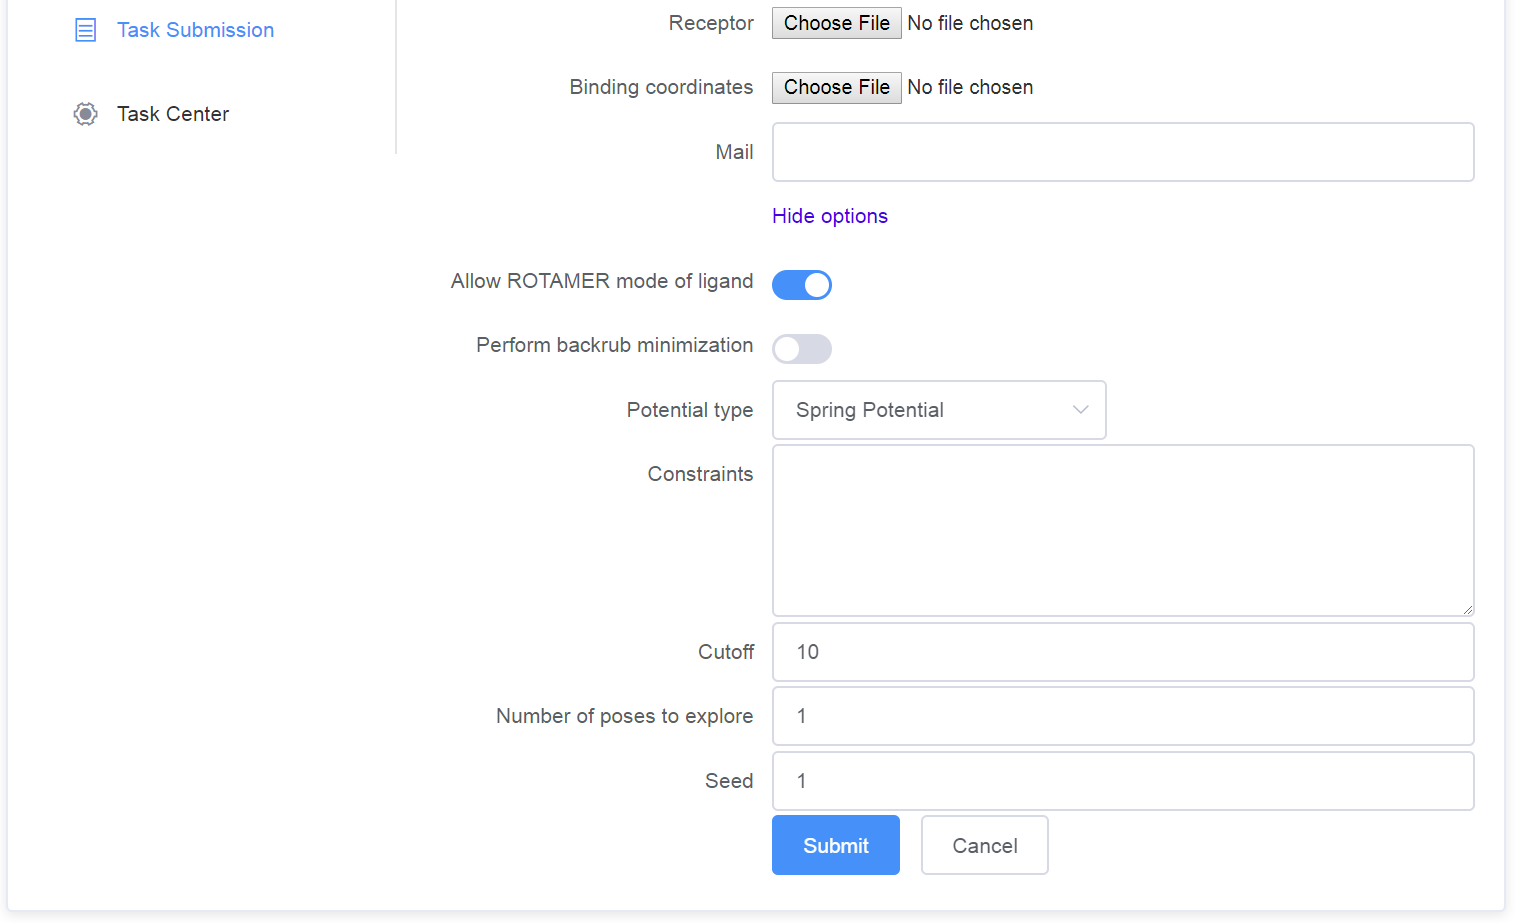 Task Submission
Task Center
Receptor Choose File No file chosen
Binding coordinates Choose File No file chosen
Mail
Hide options
Allow ROTAMER mode of ligand
Perform backrub minimization
Potential type Spring Potential
Constraints
Cutoff 10
Number of poses to explore 1
Seed 1
Submit Cancel